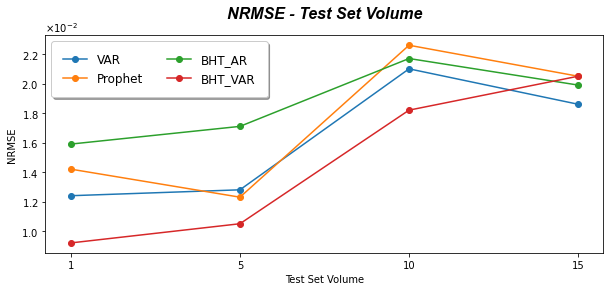 NRMSE - Test Set Volume
×10⁻²
VAR
Prophet
BHT_AR
BHT_VAR
2.2
2.0
1.8
1.6
1.4
1.2
1.0
NRMSE
1 5 10 15
Test Set Volume